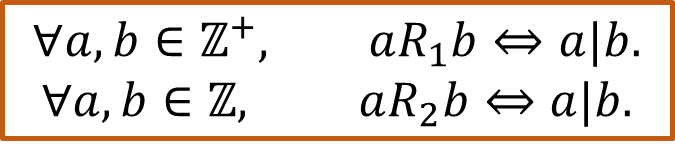 ∀a, b ∈ ℤ⁺, aR₁b ⇔ a|b.
∀a, b ∈ ℤ, aR₂b ⇔ a|b.